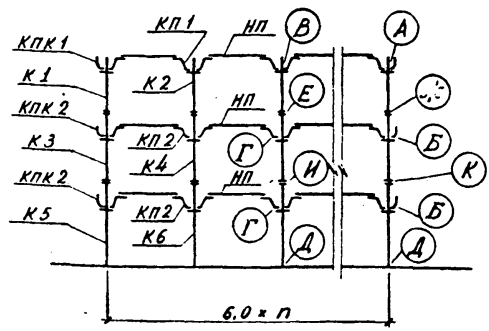 КПК1 КП1 НП В А
К1 К2 НП Е
КПК2 КП2 Г Б
К3 К4 НП И К
КПК2 КП2 Г Б
К5 К6 Д Д
6,0 × п